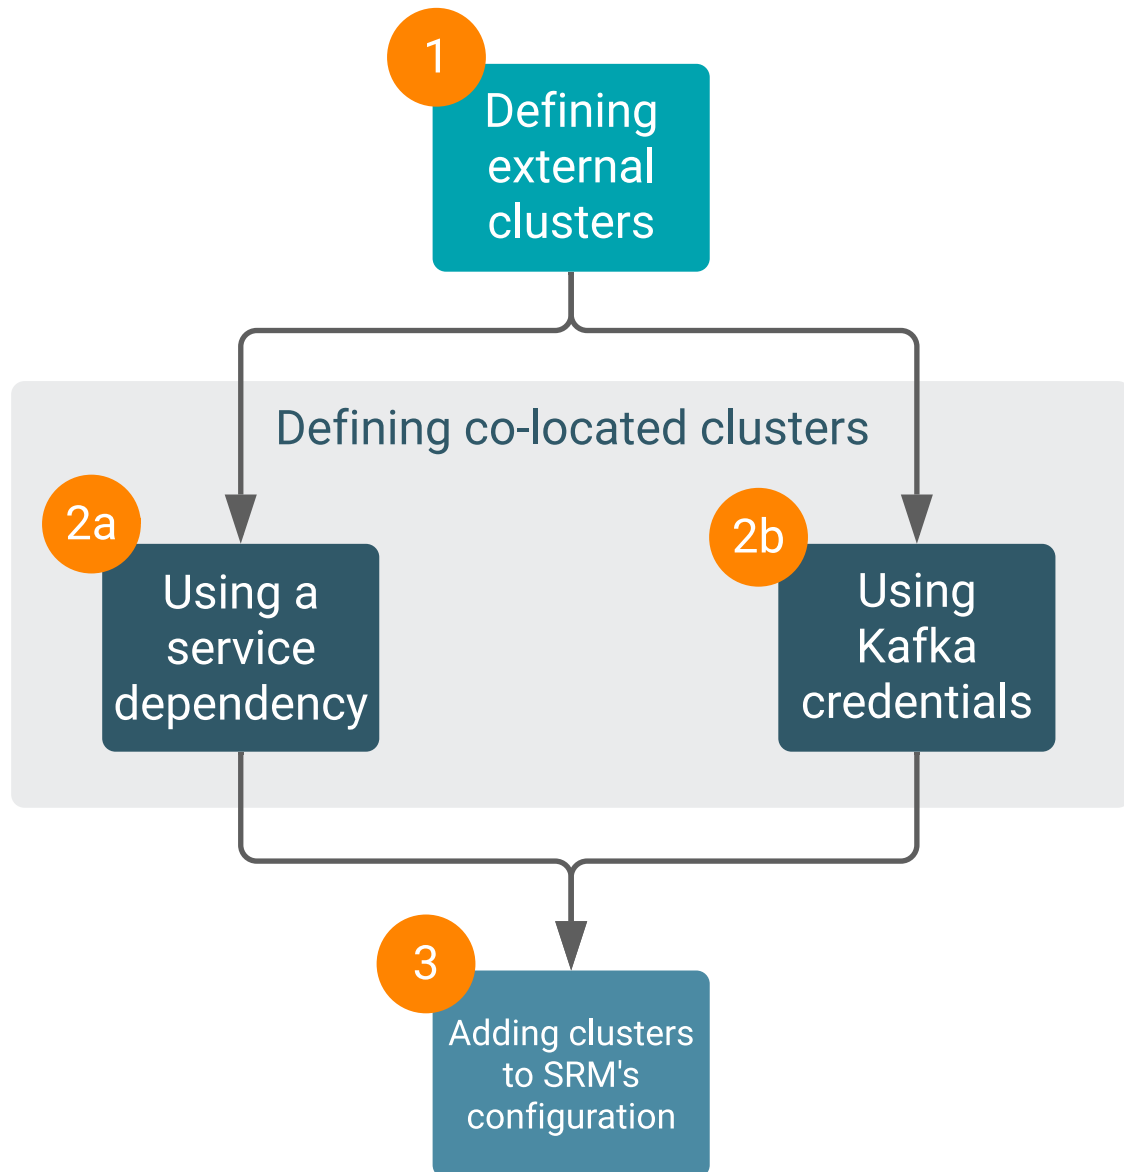 1
Defining
external
clusters
Defining co-located clusters
2a
Using a
service
dependency
2b
Using
Kafka
credentials
3
Adding clusters
to SRM's
configuration